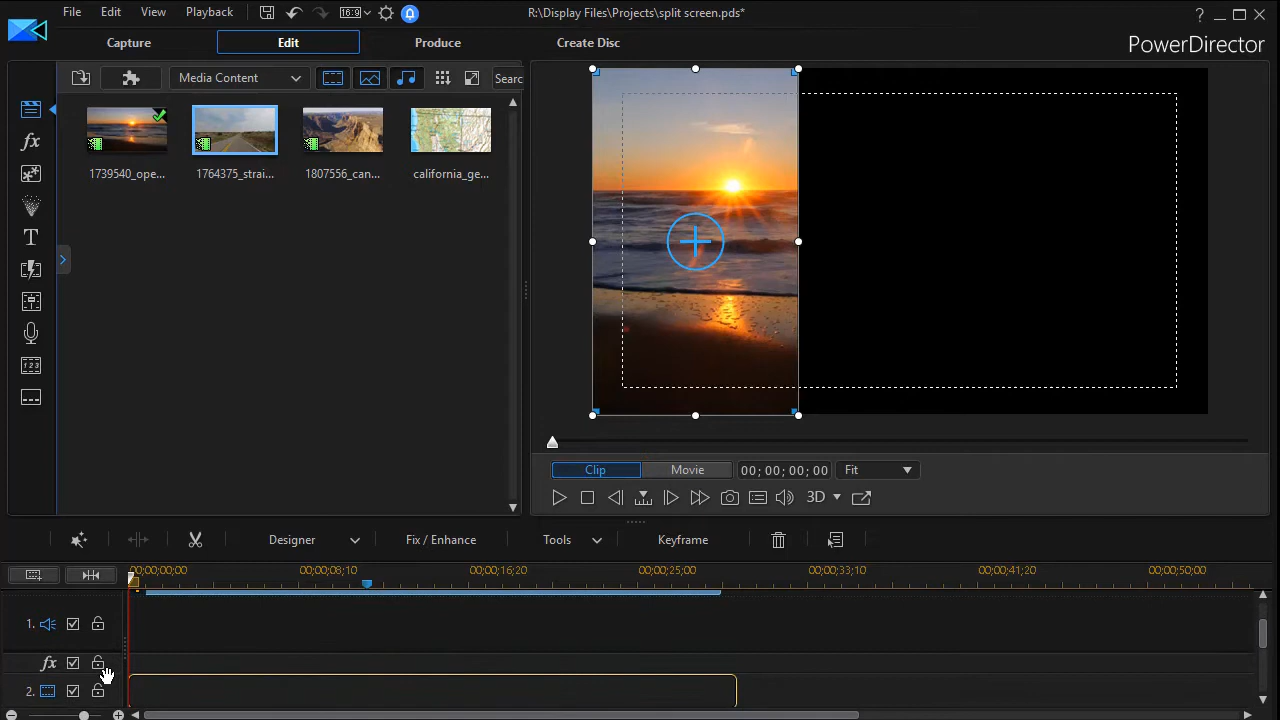 File Edit View Playback 16:9 R:\Display Files\Projects\split screen.pds* ?
Capture Edit Produce Create Disc
PowerDirector
Media Content Searc
1739540_ope... 1764375_strai... 1807556_can... california_ge...
fx
T
Clip Movie 00; 00; 00; 00 Fit
3D
Designer Fix / Enhance Tools Keyframe
00;00;00;00 00;00;08;10 00;00;16;20 00;00;25;00 00;00;33;10 00;00;41;20 00;00;50;00
1.
fx
2.